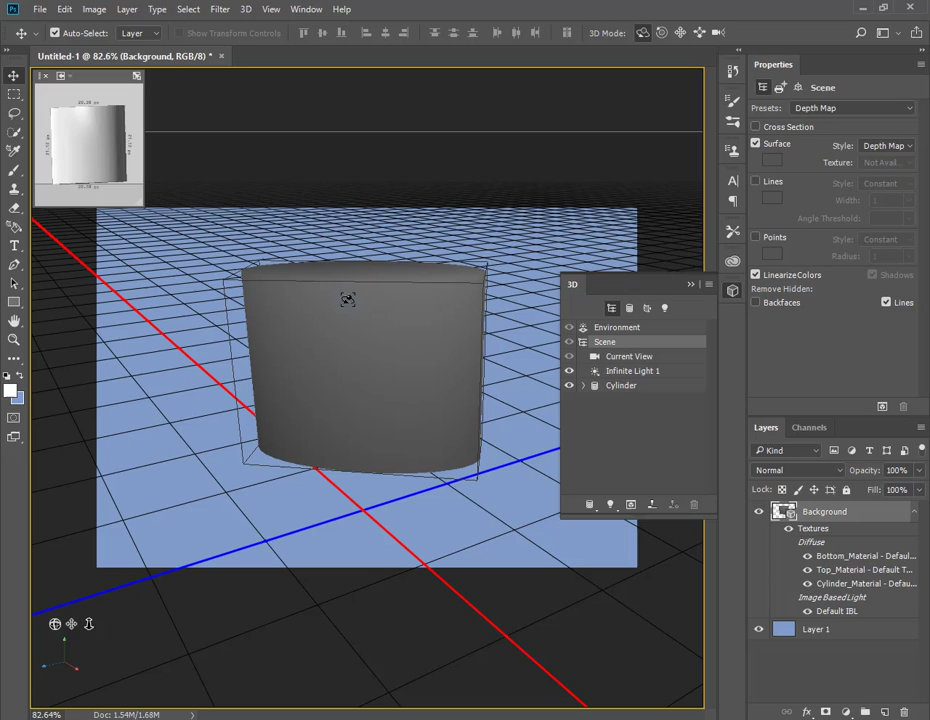 Ps File Edit Image Layer Type Select Filter 3D View Window Help
Auto-Select: Layer Show Transform Controls 3D Mode:
Untitled-1 @ 82.6% (Background, RGB/8) *
Properties
Scene
Presets: Depth Map
Cross Section
Surface Style: Depth Map
Texture: Not Avail...
Lines Style: Constant
Width: 1
Angle Threshold:
Points Style: Constant
Radius: 1
Linearize Colors Shadows
Remove Hidden:
Backfaces Lines
3D
Environment
Scene
Current View
Infinite Light 1
Cylinder
Layers Channels
Kind
Normal Opacity: 100%
Lock: Fill: 100%
Background
Textures
Diffuse
Bottom_Material - Defaul...
Top_Material - Default T...
Cylinder_Material - Defau...
Image Based Light
Default IBL
Layer 1
82.64% Doc: 1.54M/1.68M